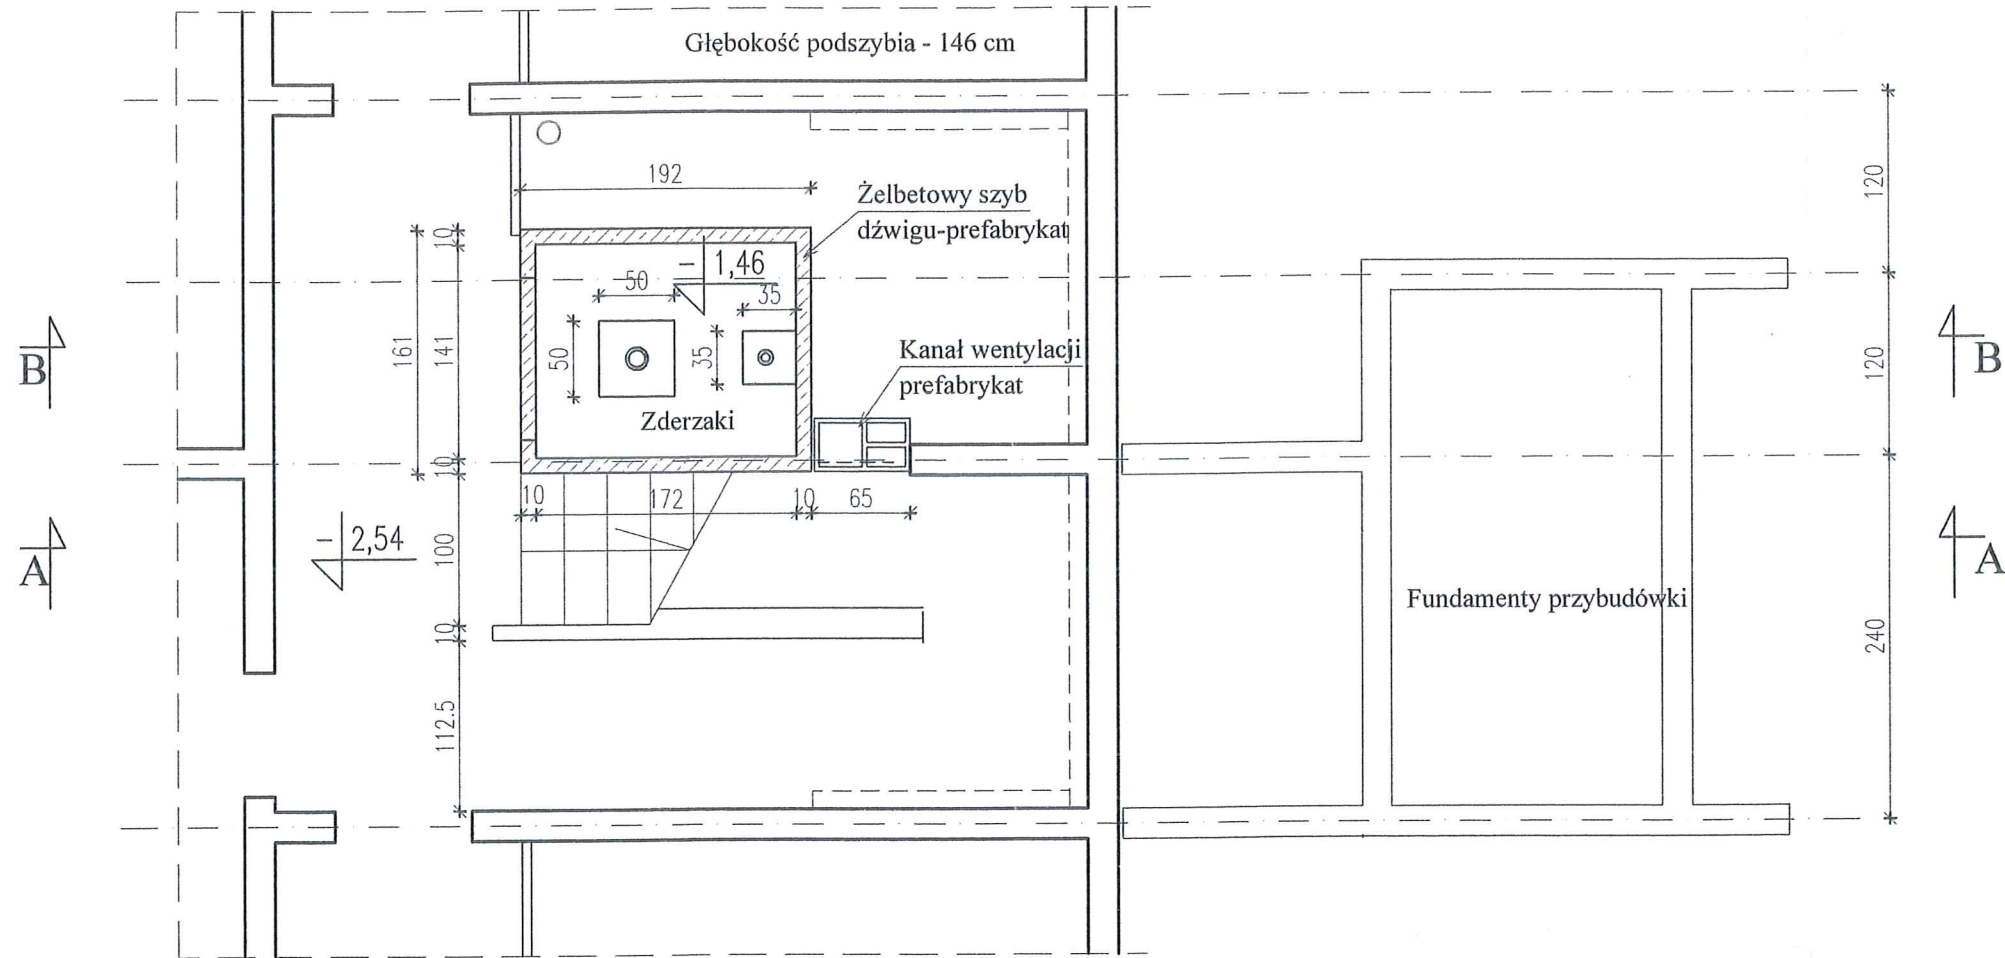 Głębokość podszybia - 146 cm
192
120
Żelbetowy szyb
dźwigu-prefabrykat
10
- 1,46
50
35
161
141
50
35
Kanał wentylacji
prefabrykat
120
B
B
Zderzaki
10
10
172
10
65
- 2,54
100
A
A
Fundamenty przybudówki
10
240
112.5